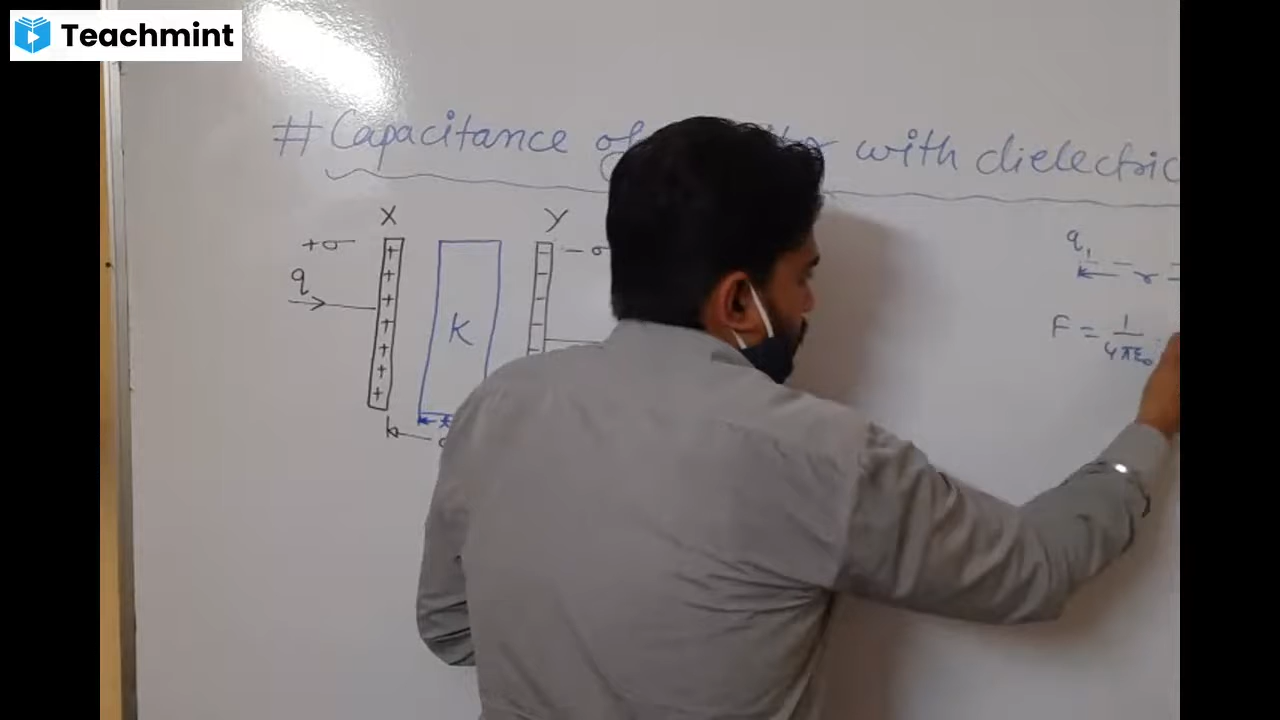 Teachmint
# Capacitance of with dielectric
X Y
+σ - σ
q
+
+
+
+
+
+
+
K
t
q₁
r
F = 1/4πε₀